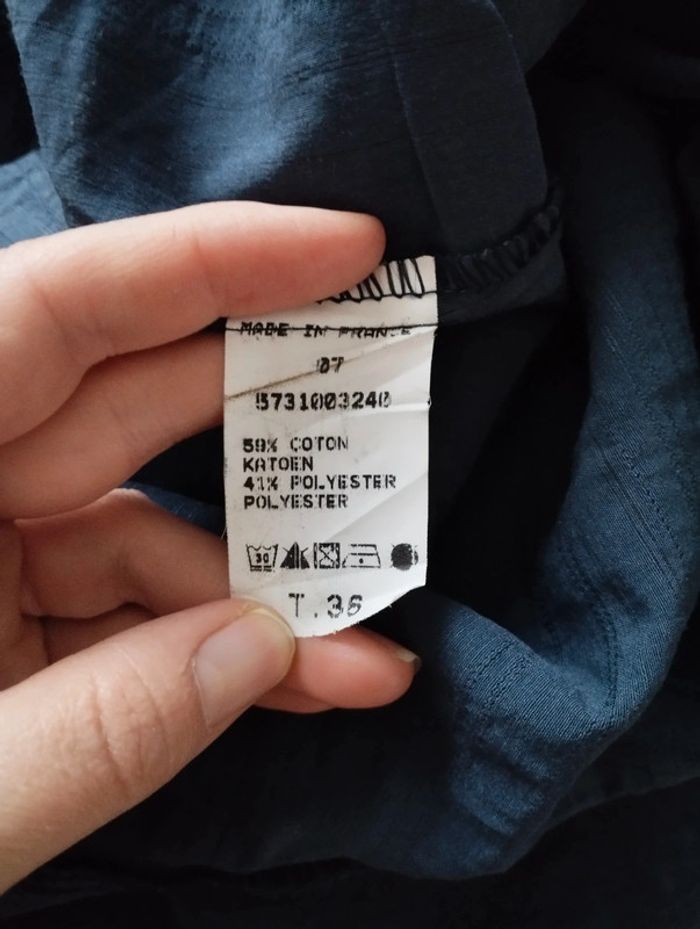 MADE IN FRANCE
07
5731003240
59% COTON
KATOEN
41% POLYESTER
POLYESTER
30
T.36